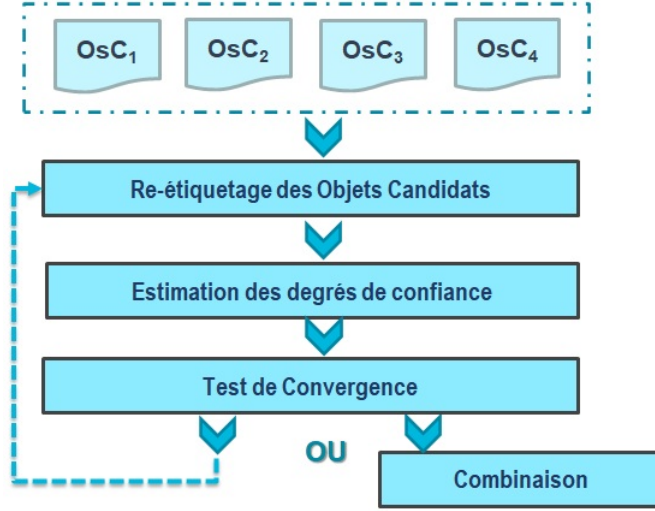 OsC₁ OsC₂ OsC₃ OsC₄
Re-étiquetage des Objets Candidats
Estimation des degrés de confiance
Test de Convergence
OU
Combinaison